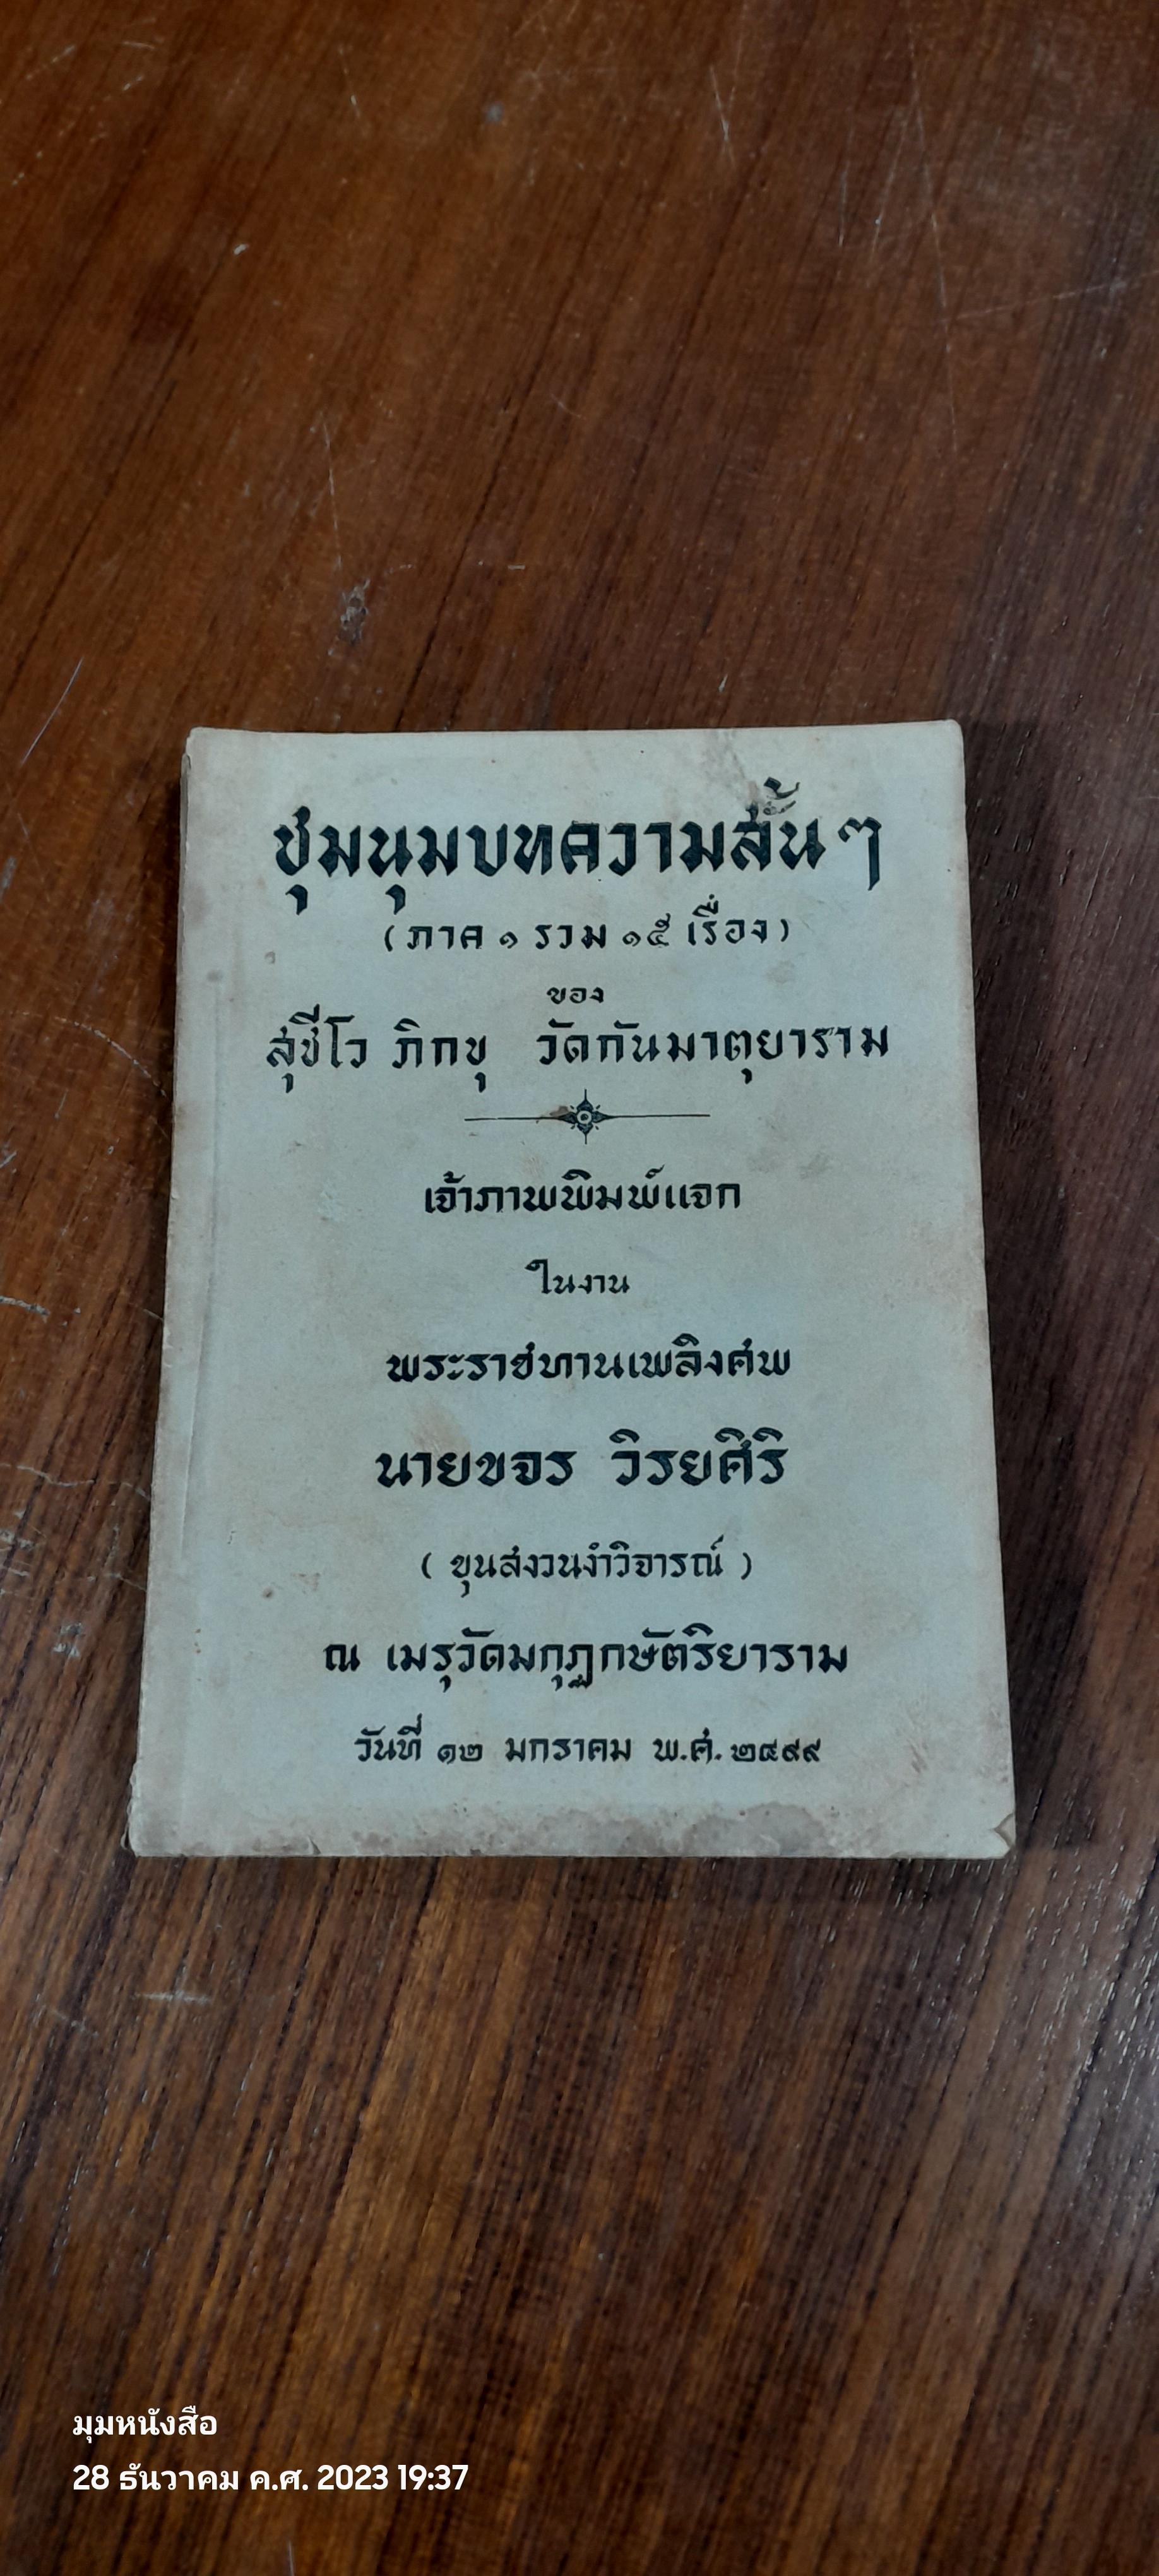 ชุมนุมบทความสั้นๆ
(ภาค ๑ รวม ๑๕ เรื่อง)
ของ
สุชีโว ภิกขุ วัดกันมาตุยาราม
เจ้าภาพพิมพ์แจก
ในงาน
พระราชทานเพลิงศพ
นายขจร วิรยศิริ
( ขุนสงวนงำวิจารณ์ )
ณ เมรุวัดมกุฏกษัตริยาราม
วันที่ ๑๒ มกราคม พ.ศ. ๒๔๙๙
มุมหนังสือ
28 ธันวาคม ค.ศ. 2023 19:37